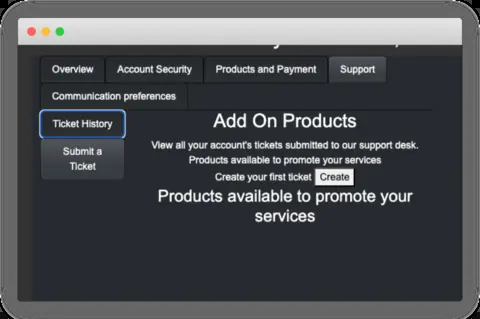 Overview
Account Security
Products and Payment
Support
Communication preferences
Ticket History
Submit a
Ticket
Add On Products
View all your account's tickets submitted to our support desk.
Products available to promote your services
Create your first ticket Create
Products available to promote your
services